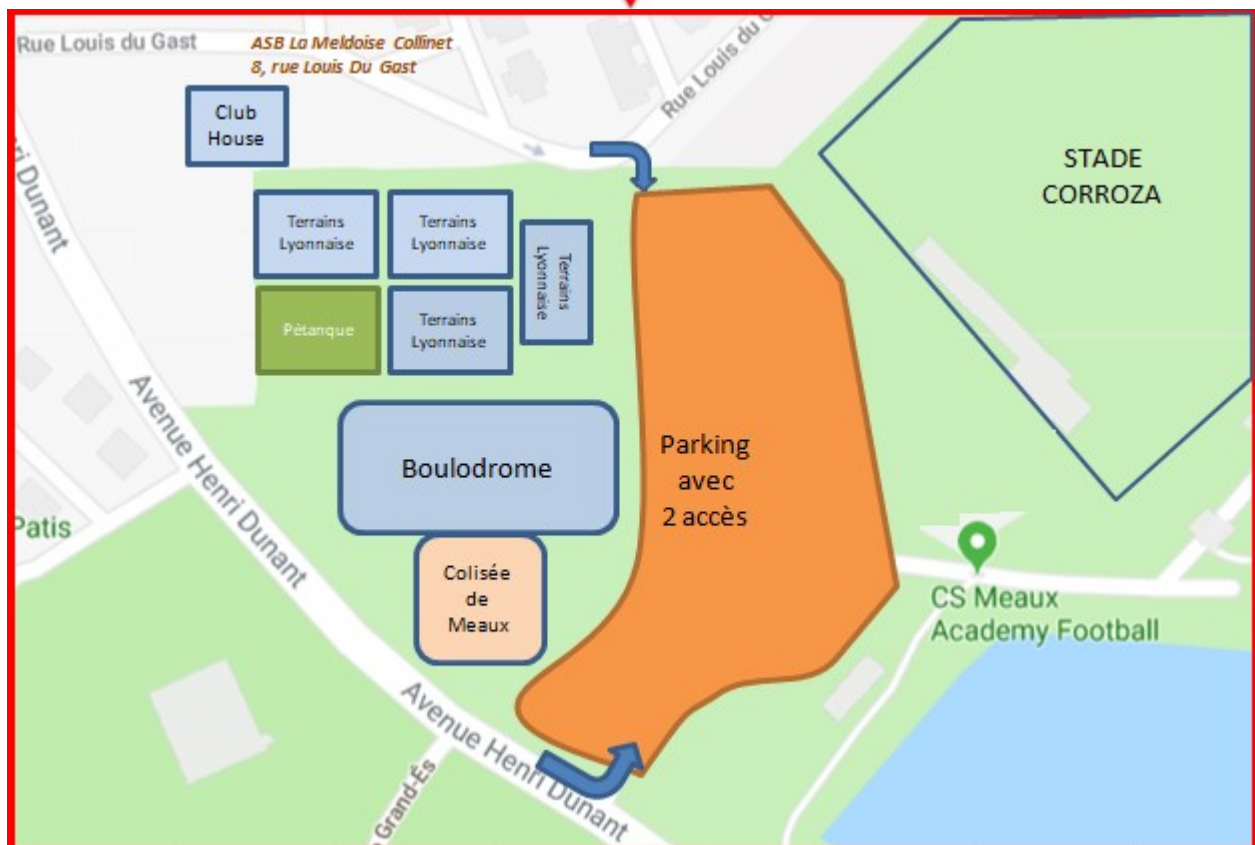 Rue Louis du Gast
ASB La Meldoise Collinet
8, rue Louis Du Gast
Rue Louis du G
Club
House
STADE
CORROZA
ri Dunant
Terrains
Lyonnaise
Terrains
Lyonnaise
Terrains
Lyonnaise
Pétanque
Terrains
Lyonnaise
Avenue Henri Dunant
Boulodrome
Parking
avec
2 accès
Patis
Colisée
de
Meaux
CS Meaux
Academy Football
Avenue Henri Dunant
Grand-És